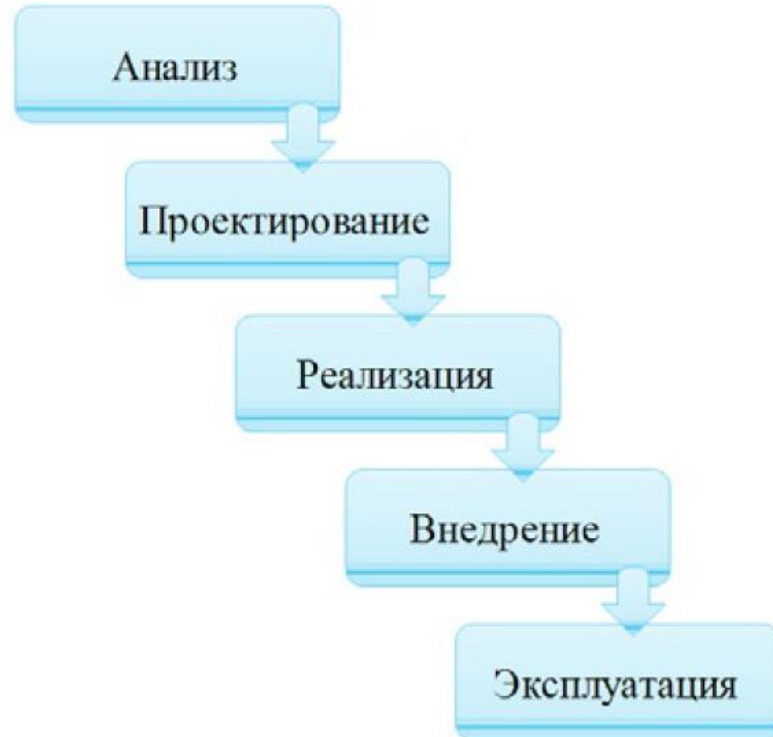 Анализ
Проектирование
Реализация
Внедрение
Эксплуатация